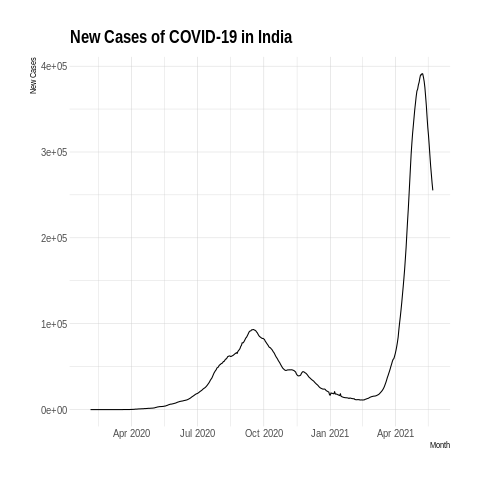 New Cases of COVID-19 in India
New Cases
4e+05
3e+05
2e+05
1e+05
0e+00
Apr 2020
Jul 2020
Oct 2020
Jan 2021
Apr 2021
Month